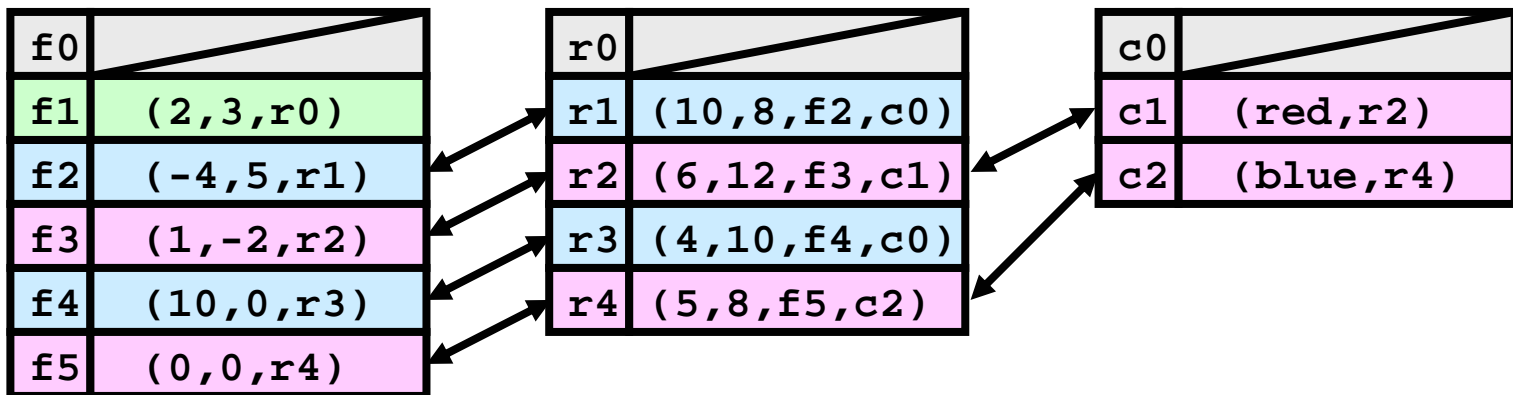 f0
f1 (2,3,r0)
f2 (-4,5,r1)
f3 (1,-2,r2)
f4 (10,0,r3)
f5 (0,0,r4)
r0
r1 (10,8,f2,c0)
r2 (6,12,f3,c1)
r3 (4,10,f4,c0)
r4 (5,8,f5,c2)
c0
c1 (red,r2)
c2 (blue,r4)